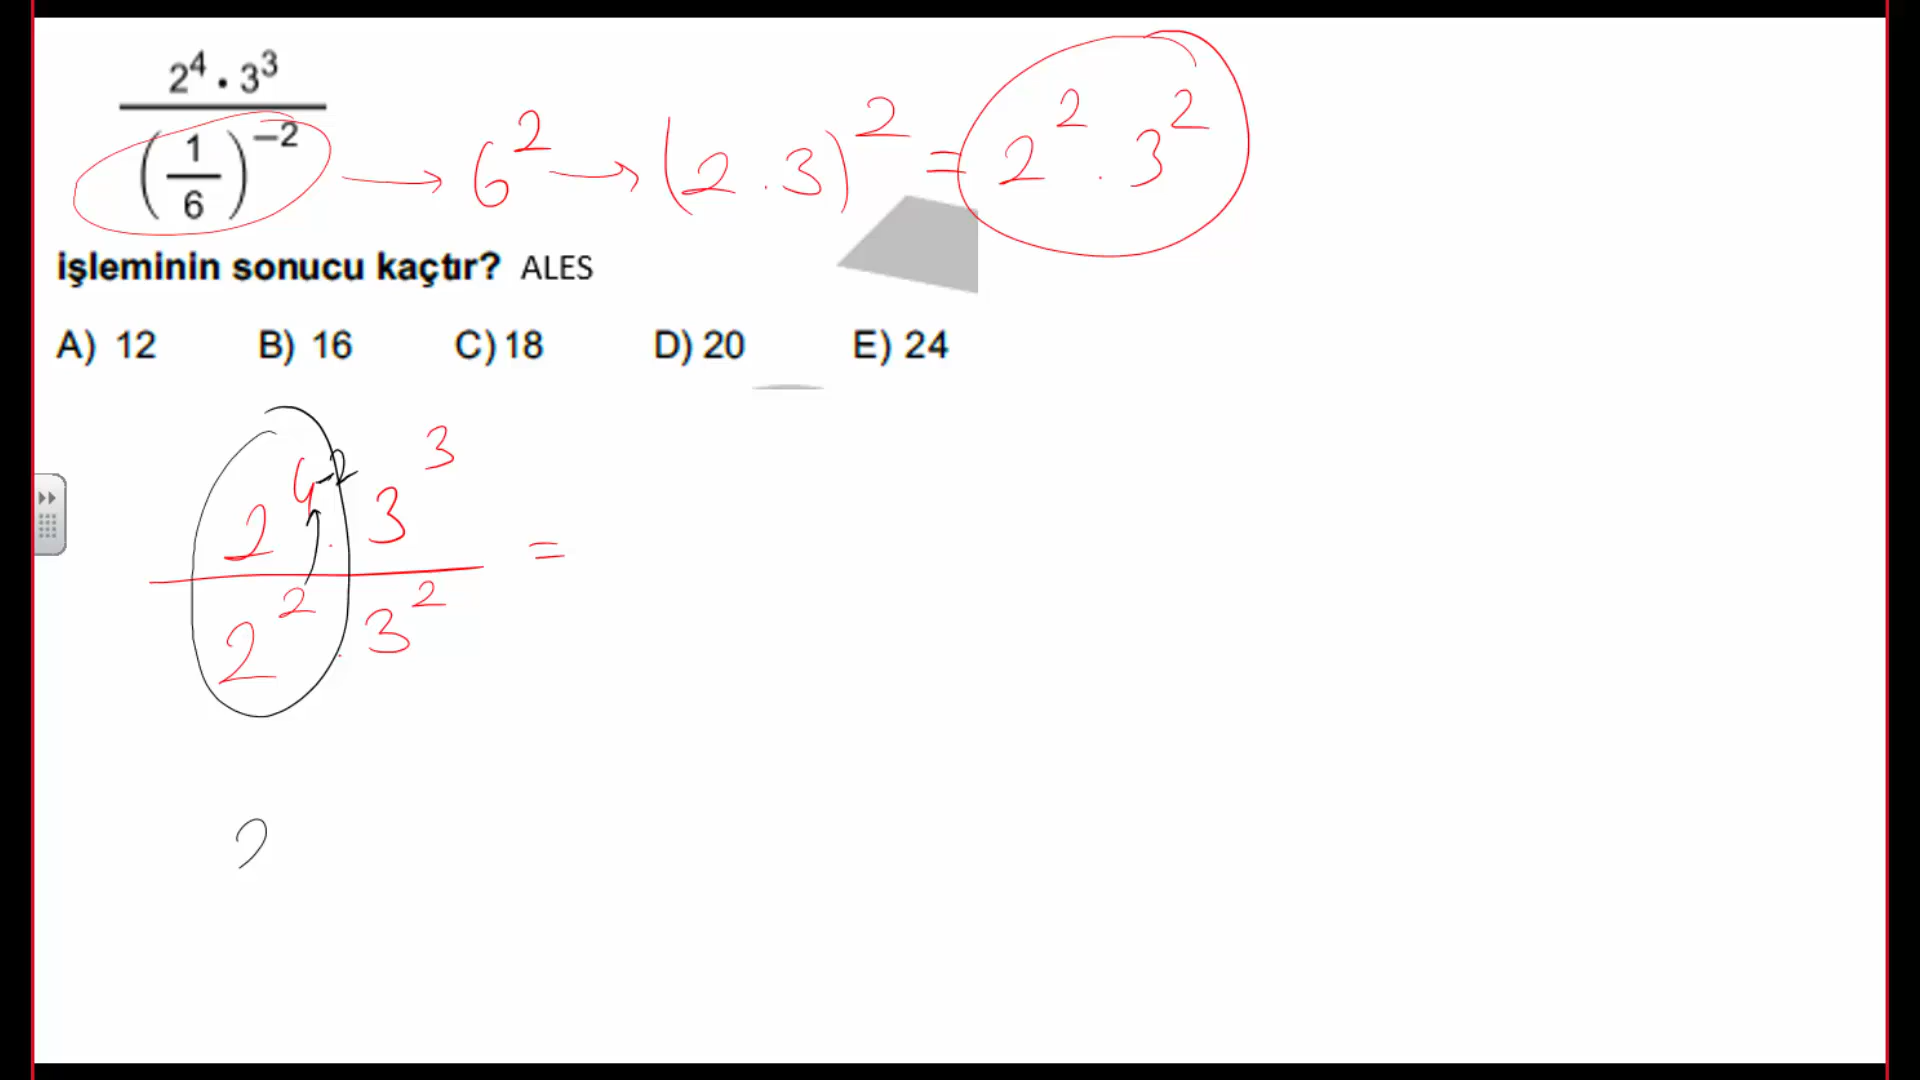 2⁴ · 3³
(1/6)⁻² → 6² → (2 . 3)² = 2² . 3²
işleminin sonucu kaçtır? ALES
A) 12 B) 16 C) 18 D) 20 E) 24
2⁴⁻² . 3³
=
2² . 3²
2